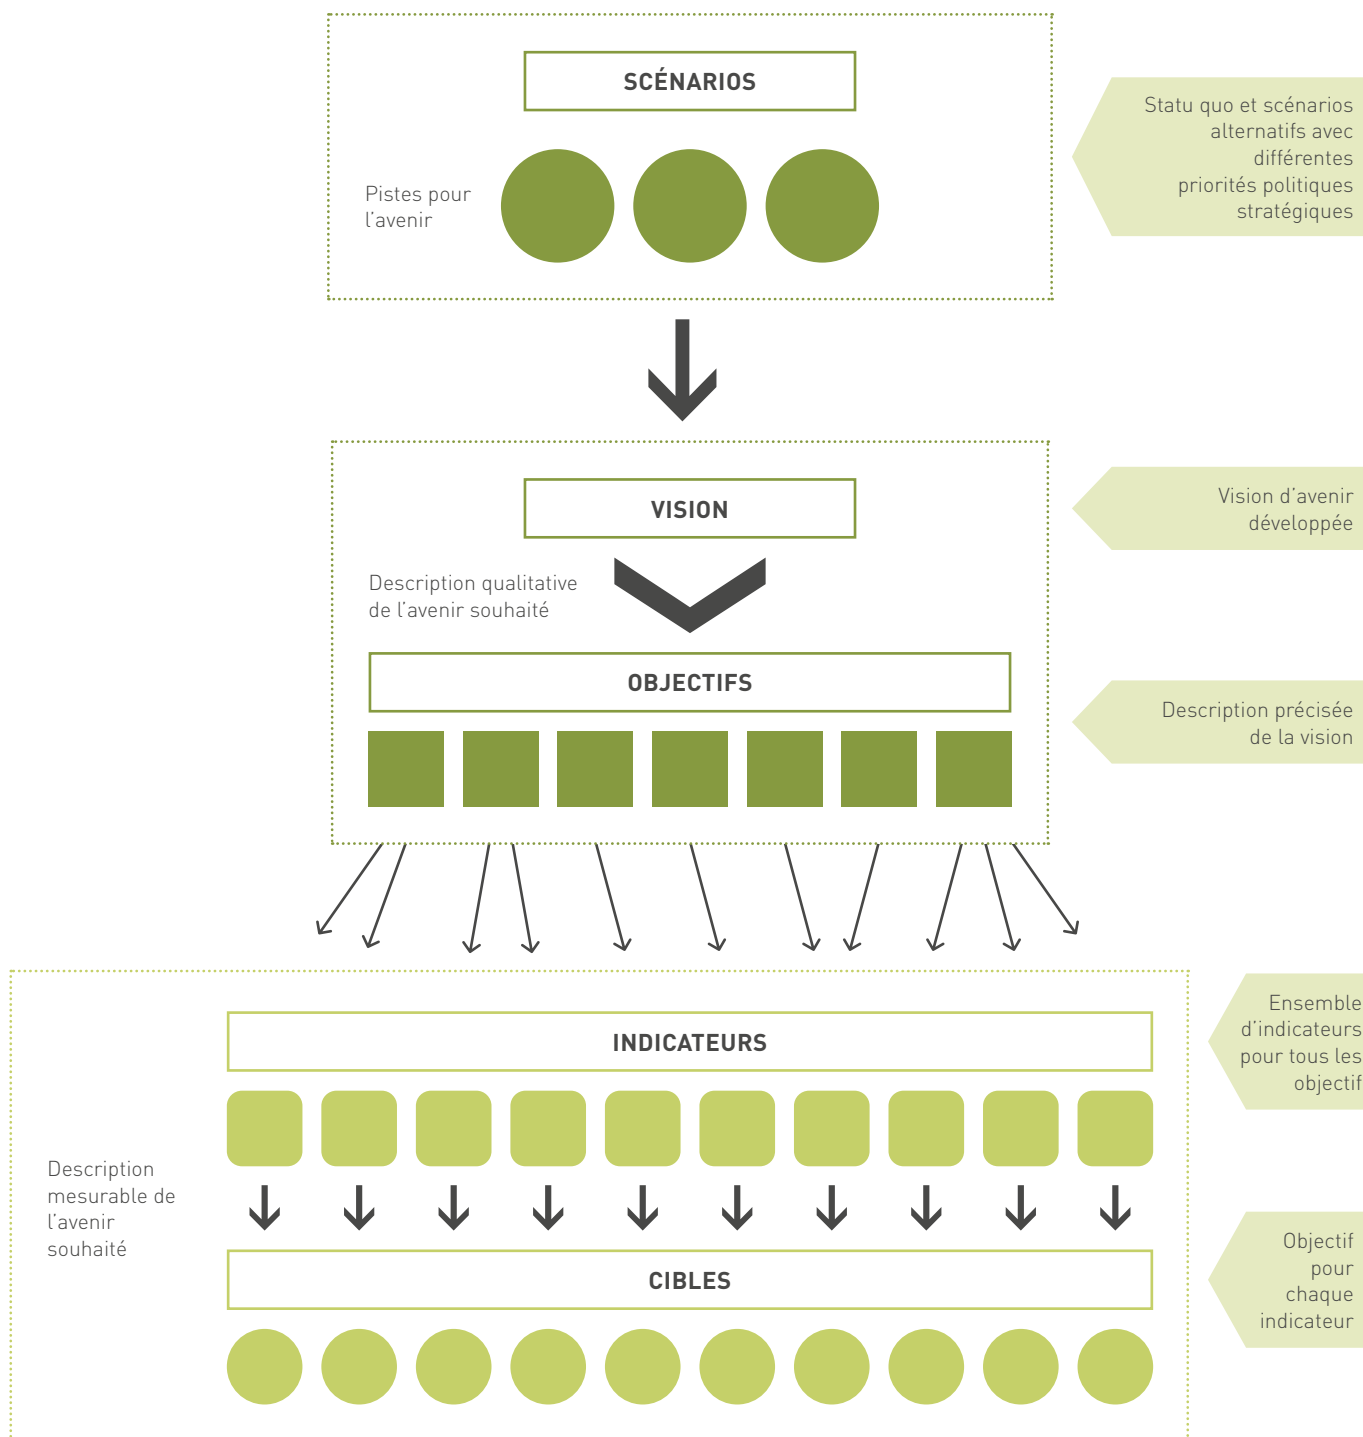 SCÉNARIOS
Pistes pour
l’avenir
Statu quo et scénarios
alternatifs avec
différentes
priorités politiques
stratégiques
VISION
Description qualitative
de l’avenir souhaité
Vision d’avenir
développée
OBJECTIFS
Description précisée
de la vision
INDICATEURS
Ensemble
d’indicateurs
pour tous les
objectif
Description
mesurable de
l’avenir
souhaité
CIBLES
Objectif
pour
chaque
indicateur